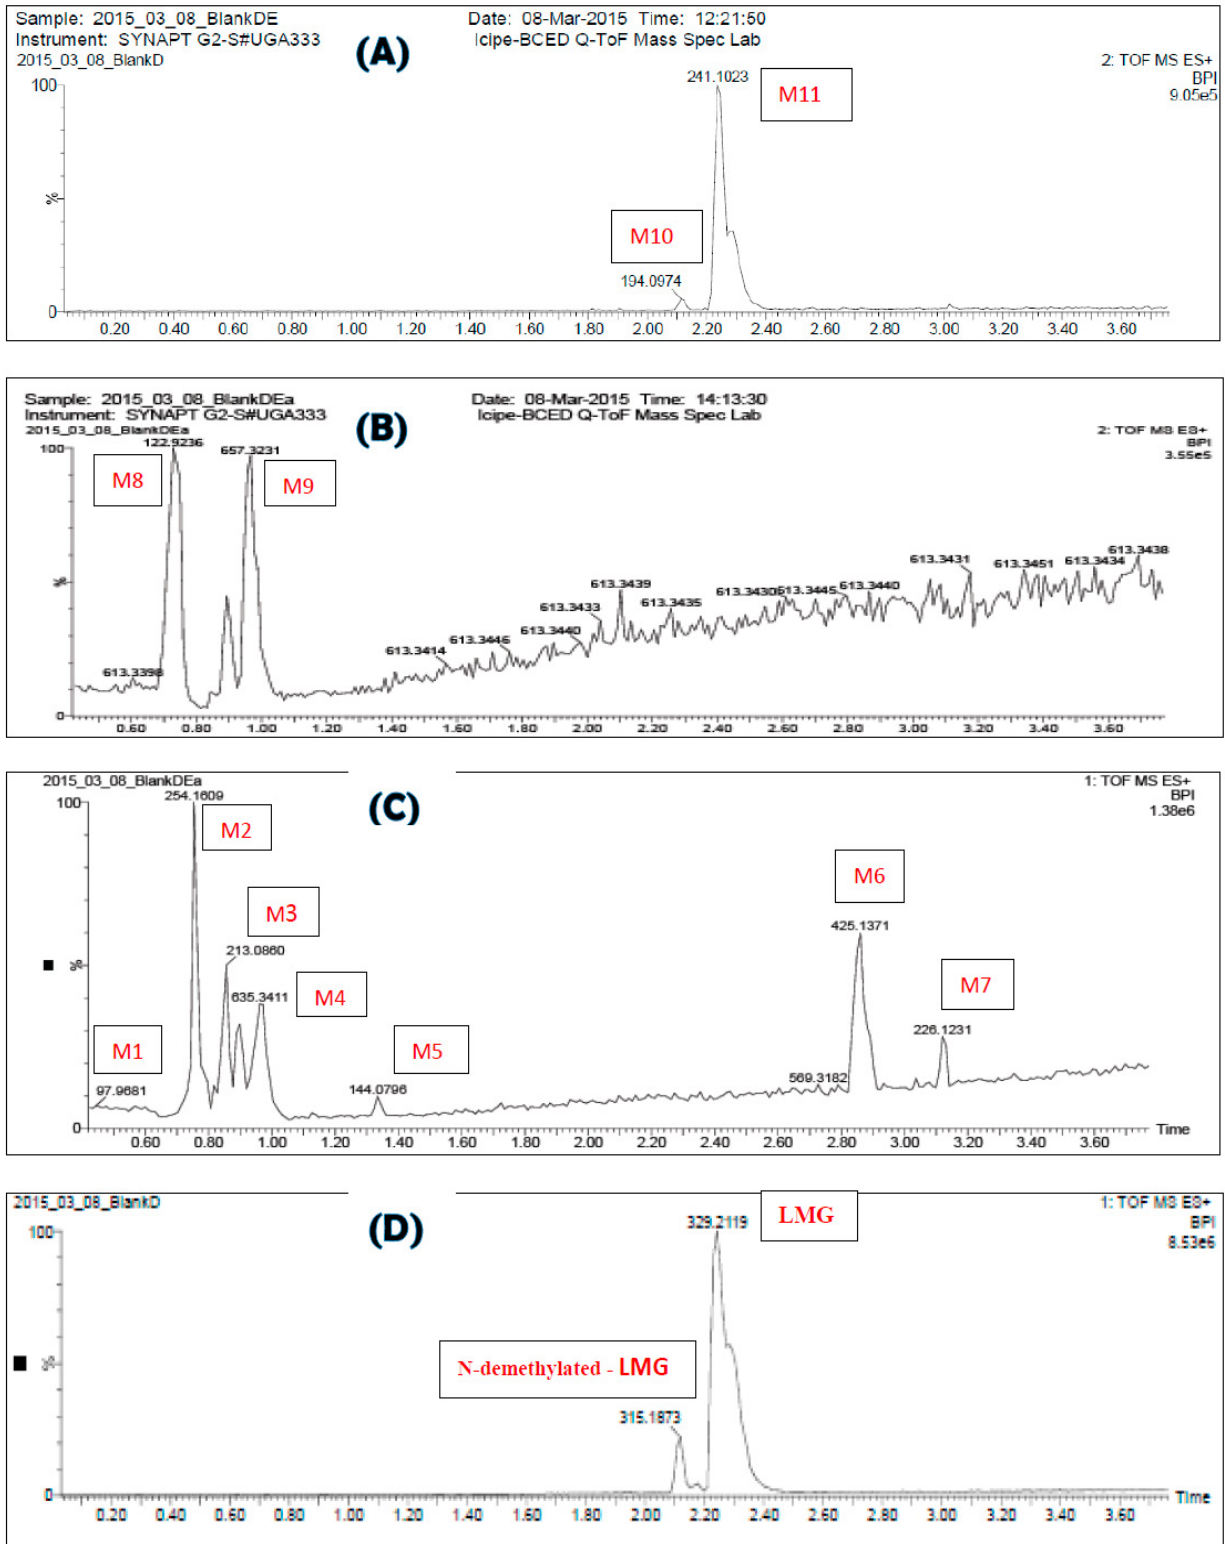 Sample: 2015_03_08_BlankDE
Date: 08-Mar-2015 Time: 12:21:50
Instrument: SYNAPT G2-S#UGA333
Icipe-BCED Q-ToF Mass Spec Lab
2015_03_08_BlankD
(A)
2: TOF MS ES+
BPI
9.05e5
241.1023
M11
M10
194.0974
100
%
0
0.20 0.40 0.60 0.80 1.00 1.20 1.40 1.60 1.80 2.00 2.20 2.40 2.60 2.80 3.00 3.20 3.40 3.60
Sample: 2015_03_08_BlankDEa
Date: 08-Mar-2015 Time: 14:13:30
Instrument: SYNAPT G2-S#UGA333
Icipe-BCED Q-ToF Mass Spec Lab
2015_03_08_BlankDEa
(B)
2: TOF MS ES+
BPI
3.55e5
122.9236
657.3231
M8
M9
613.3398
613.3414
613.3446
613.3440
613.3433
613.3439
613.3435
613.3430
613.3445
613.3440
613.3431
613.3451
613.3434
613.3438
100
%
0
0.60 0.80 1.00 1.20 1.40 1.60 1.80 2.00 2.20 2.40 2.60 2.80 3.00 3.20 3.40 3.60
2015_03_08_BlankDEa
(C)
1: TOF MS ES+
BPI
1.38e6
254.1609
M2
M3
213.0860
635.3411
M4
M1
97.9681
M5
144.0796
M6
425.1371
569.3182
M7
226.1231
100
%
0
Time
0.60 0.80 1.00 1.20 1.40 1.60 1.80 2.00 2.20 2.40 2.60 2.80 3.00 3.20 3.40 3.60
2015_03_08_BlankD
(D)
1: TOF MS ES+
BPI
8.53e6
329.2119
LMG
N-demethylated - LMG
315.1873
100
%
0
Time
0.20 0.40 0.60 0.80 1.00 1.20 1.40 1.60 1.80 2.00 2.20 2.40 2.60 2.80 3.00 3.20 3.40 3.60